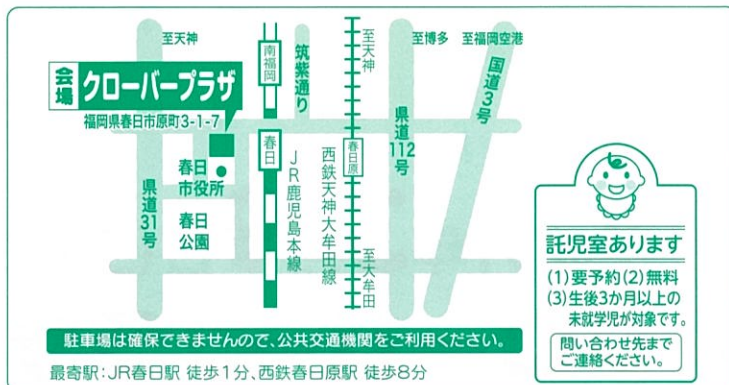 至天神
会場
クローバープラザ
福岡県春日市原町3-1-7
南福岡
筑紫通り
至天神
至博多
至福岡空港
国道3号
県道112号
春日
春日原
春日
市役所
県道31号
春日
公園
JR鹿児島本線
西鉄天神大牟田線
至大牟田
駐車場は確保できませんので、公共交通機関をご利用ください。
最寄駅:JR春日駅 徒歩1分、西鉄春日原駅 徒歩8分
託児室あります
(1)要予約(2)無料
(3)生後3か月以上の
未就学児が対象です。
問い合わせ先まで
ご連絡ください。